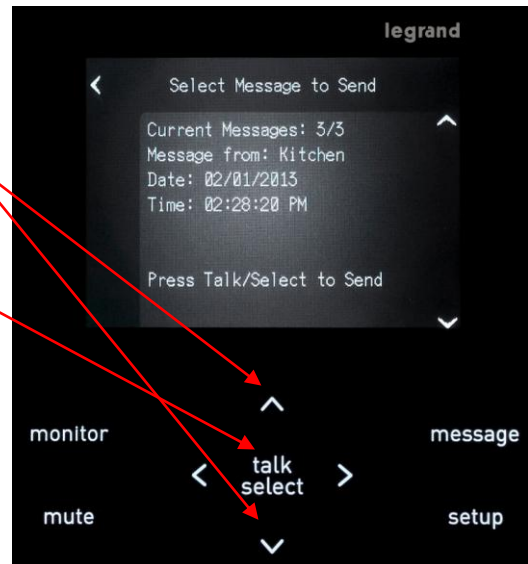 legrand
Select Message to Send
Current Messages: 3/3
Message from: Kitchen
Date: 02/01/2013
Time: 02:28:20 PM
Press Talk/Select to Send
monitor
message
talk
select
mute
setup